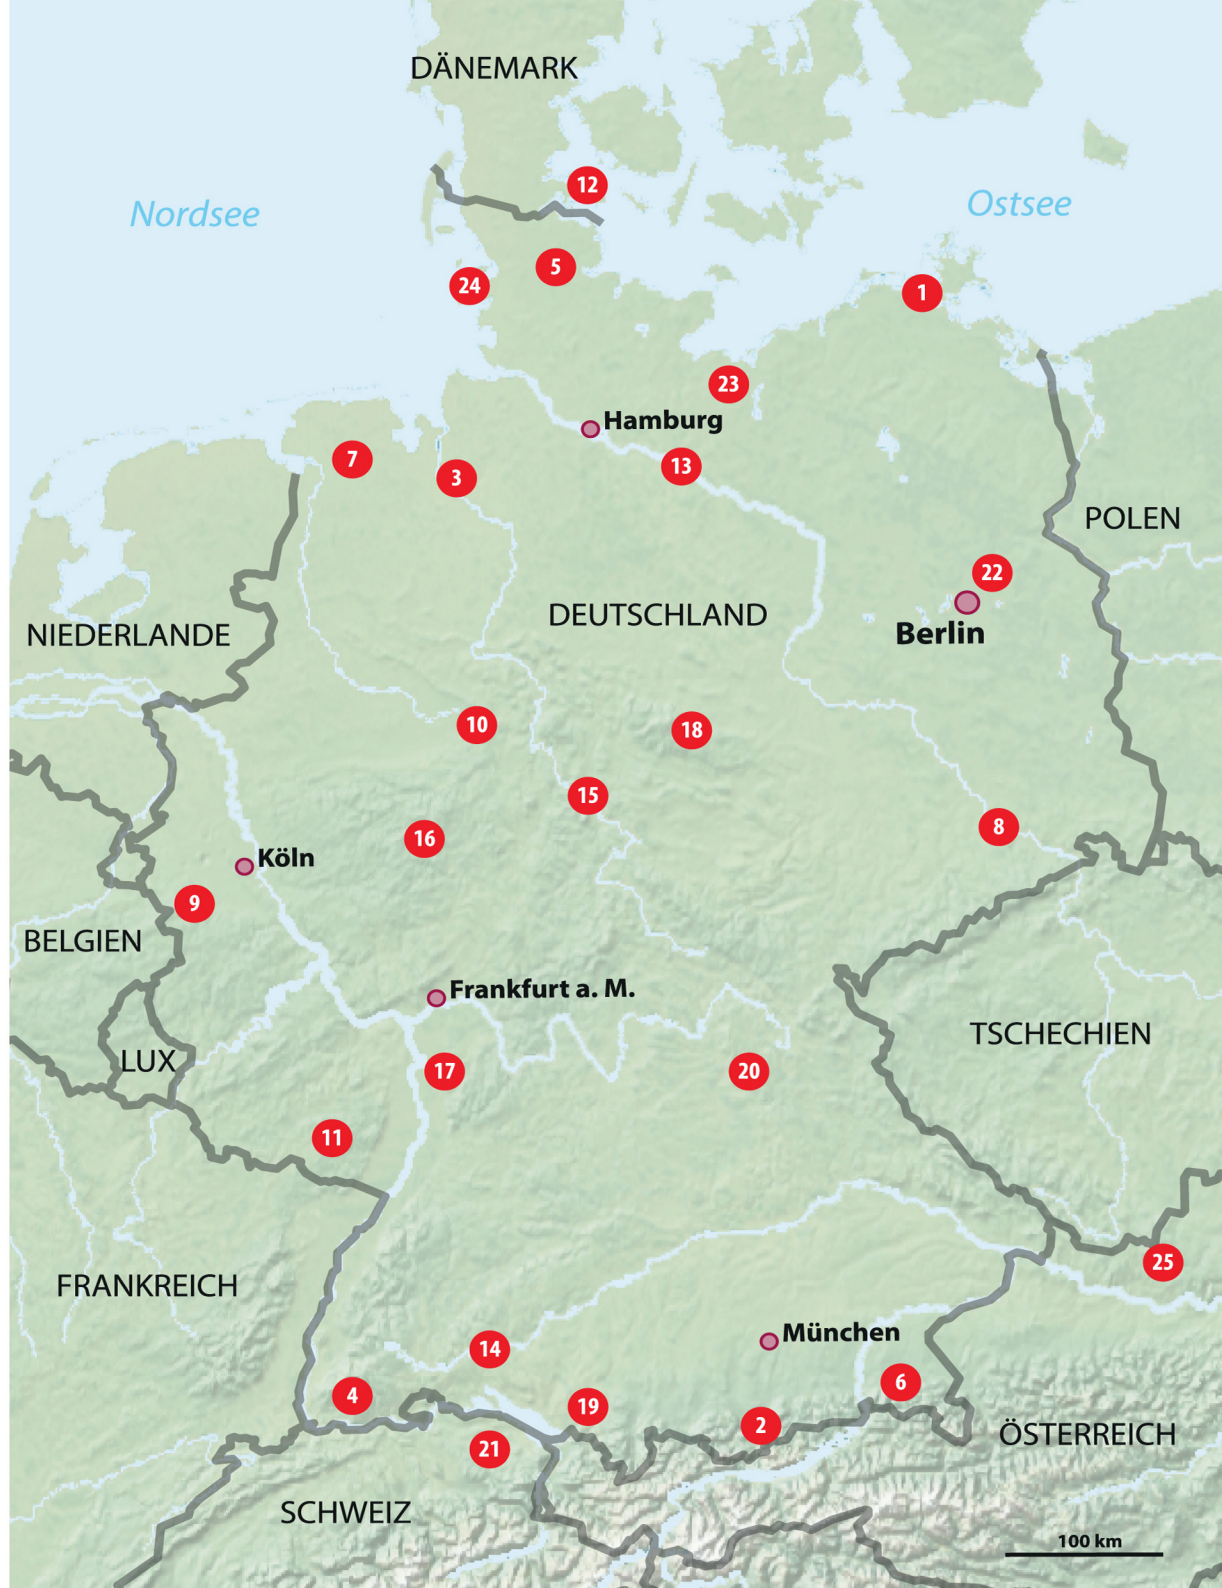 DÄNEMARK
12
Nordsee
Ostsee
5
24
1
23
Hamburg
7
13
3
POLEN
22
DEUTSCHLAND
NIEDERLANDE
Berlin
10
18
15
8
16
Köln
9
BELGIEN
Frankfurt a. M.
TSCHECHIEN
LUX
17
20
11
25
FRANKREICH
München
14
6
4
19
2
ÖSTERREICH
21
SCHWEIZ
100 km